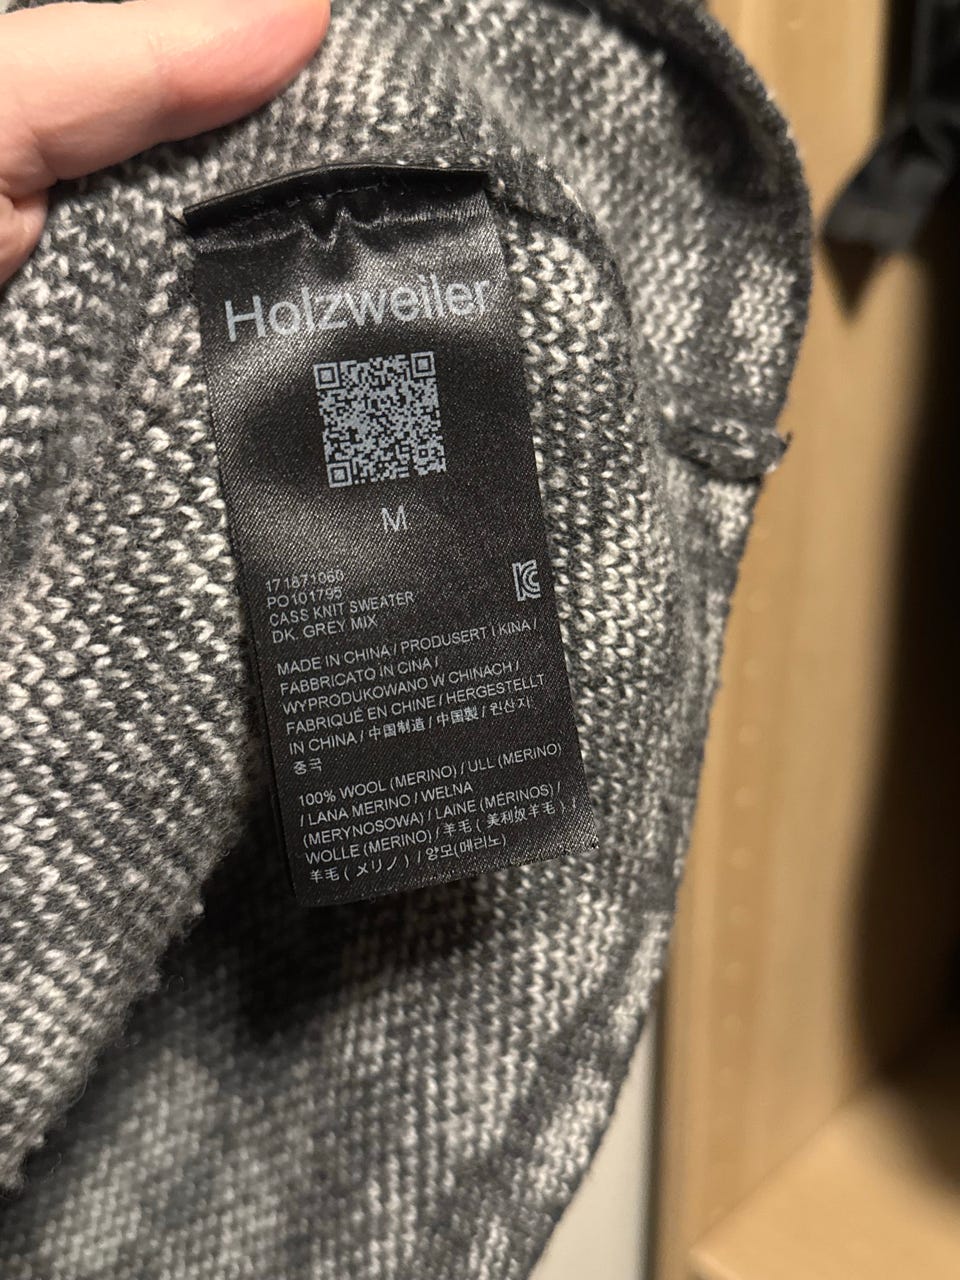 Holzweiler
M
171871060
PO101795
CASS KNIT SWEATER
DK. GREY MIX
MADE IN CHINA / PRODUSERT I KINA /
FABBRICATO IN CINA /
WYPRODUKOWANO W CHINACH /
FABRIQUÉ EN CHINE / HERGESTELLT
IN CHINA / 中国制造 / 中國製 / 원산지:
중국
100% WOOL (MERINO) / ULL (MERINO)
/ LANA MERINO / WEŁNA
(MERYNOSOWA) / LAINE (MÉRINOS) /
WOLLE (MERINO) / 羊毛 ( 美利奴羊毛 ) /
羊毛 ( メリノ ) / 양모(메리노)